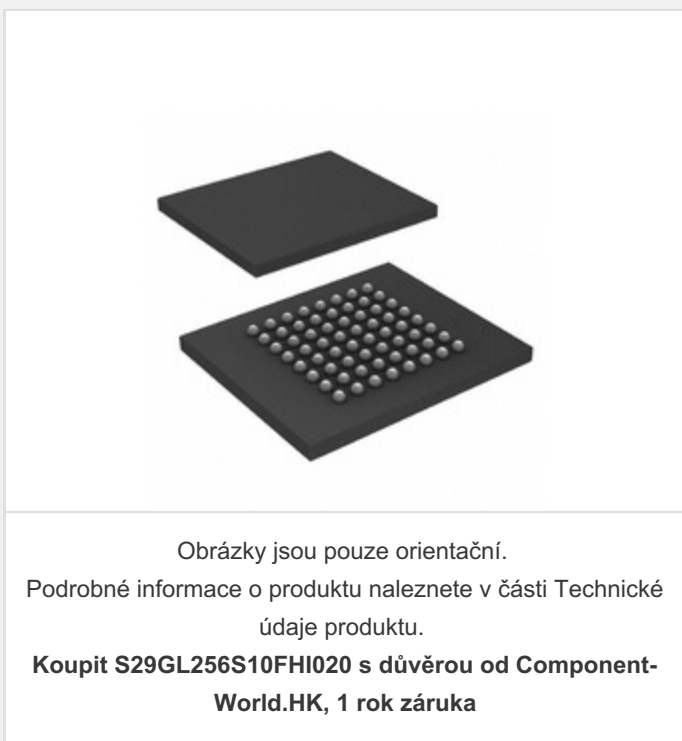 Obrázky jsou pouze orientační.
Podrobné informace o produktu naleznete v části Technické
údaje produktu.
Koupit S29GL256S10FHI020 s důvěrou od Component-
World.HK, 1 rok záruka